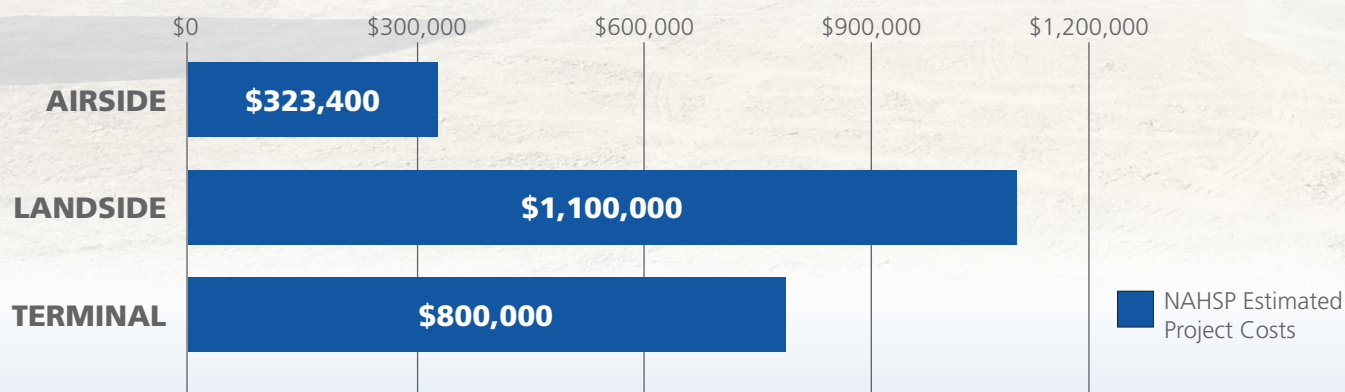 $0 $300,000 $600,000 $900,000 $1,200,000
AIRSIDE $323,400
LANDSIDE $1,100,000
TERMINAL $800,000
NAHSP Estimated
Project Costs